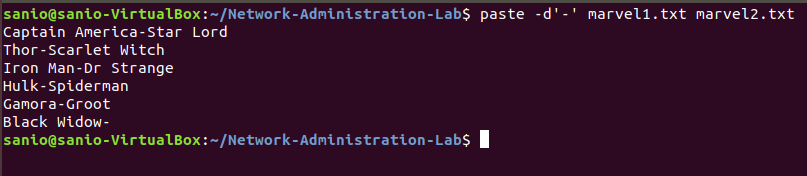 sanio@sanio-VirtualBox:~/Network-Administration-Lab$ paste -d'-' marvel1.txt marvel2.txt
Captain America-Star Lord
Thor-Scarlet Witch
Iron Man-Dr Strange
Hulk-Spiderman
Gamora-Groot
Black Widow-
sanio@sanio-VirtualBox:~/Network-Administration-Lab$